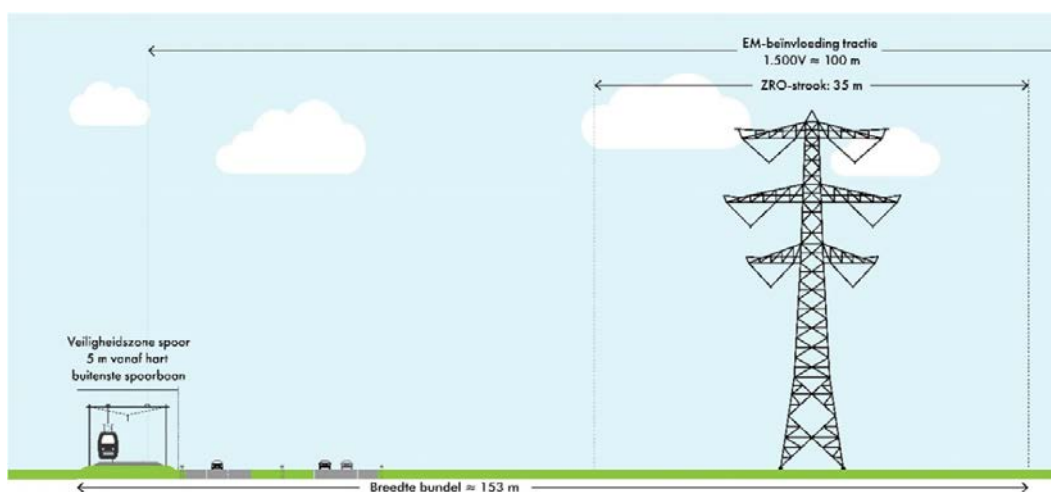 EM-beïnvloeding tractie
1.500V ≈ 100 m
ZRO-strook: 35 m
Veiligheidszone spoor
5 m vanaf hart
buitenste spoorbaan
Breedte bundel ≈ 153 m